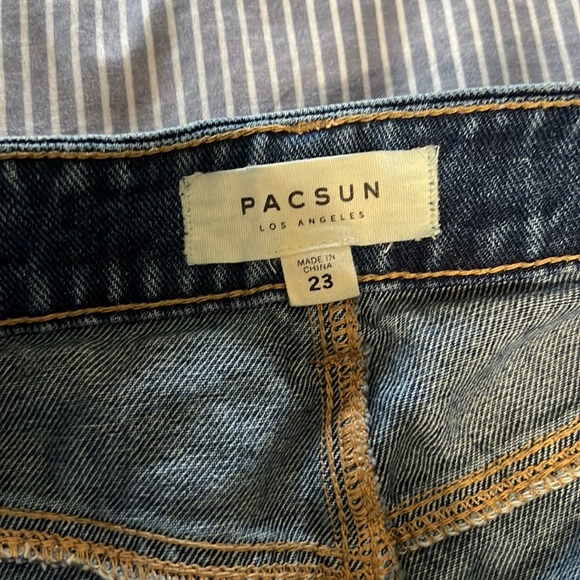 PACSUN
LOS ANGELES
MADE IN
CHINA
23